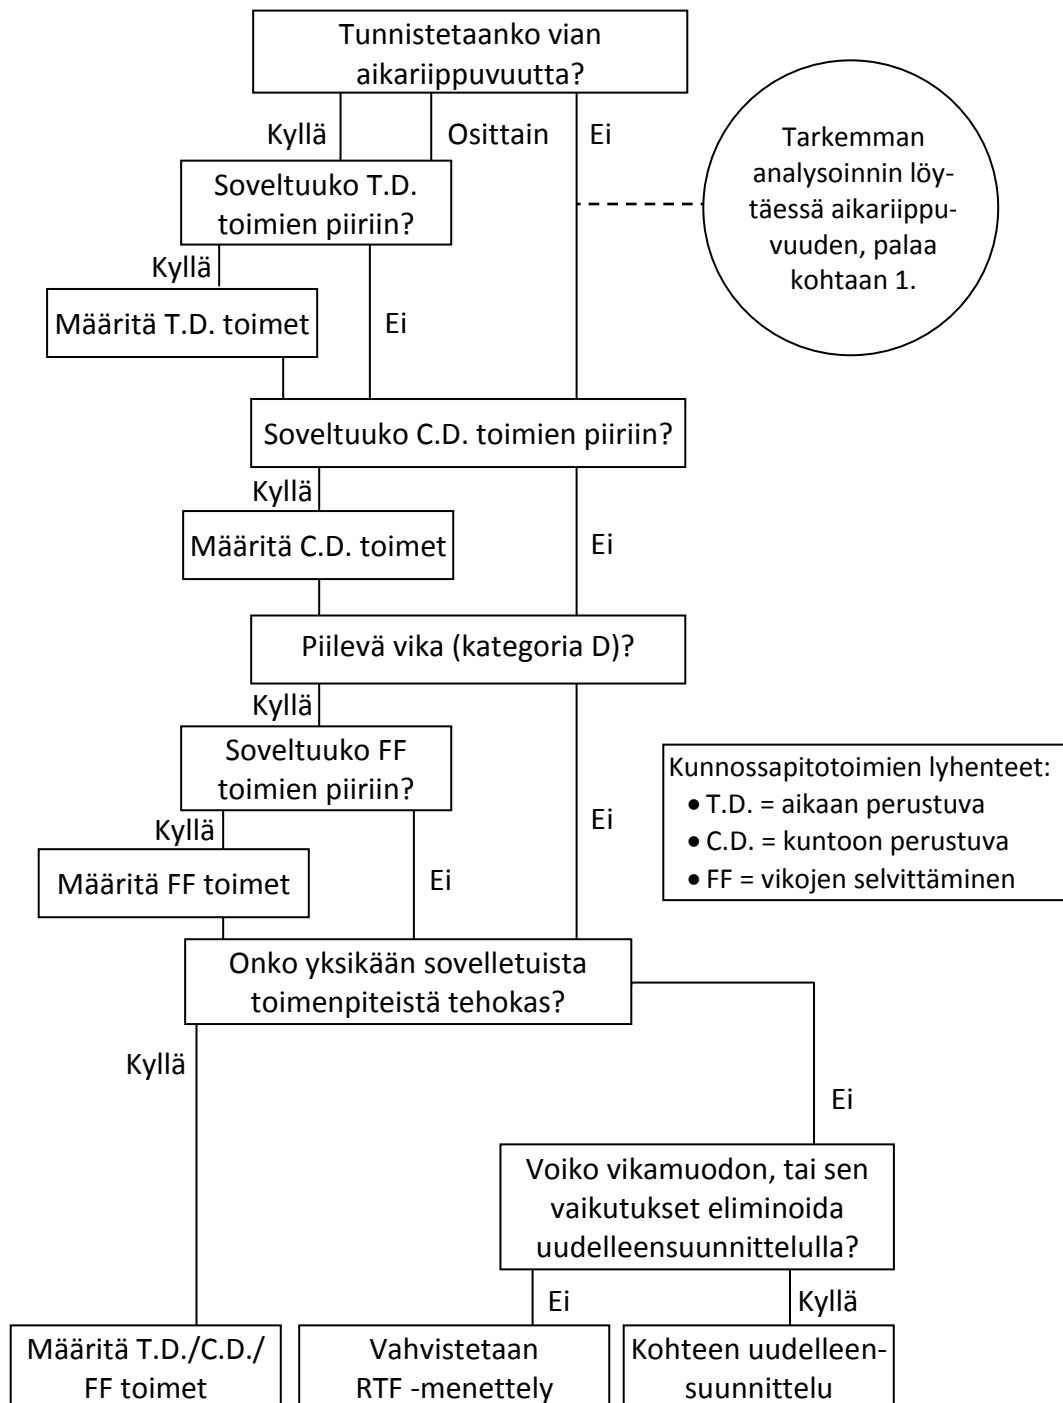 Tunnistetaanko vian
aikariippuvuutta?
Kyllä
Osittain
Ei
Tarkemman
analysoinnin löy-
täessä aikariippu-
vuuden, palaa
kohtaan 1.
Soveltuuko T.D.
toimien piiriin?
Kyllä
Ei
Määritä T.D. toimet
Soveltuuko C.D. toimien piiriin?
Kyllä
Ei
Määritä C.D. toimet
Piilevä vika (kategoria D)?
Kyllä
Ei
Soveltuuko FF
toimien piiriin?
Kyllä
Ei
Määritä FF toimet
Kunnossapitotoimien lyhenteet:
• T.D. = aikaan perustuva
• C.D. = kuntoon perustuva
• FF = vikojen selvittäminen
Onko yksikään sovelletuista
toimenpiteistä tehokas?
Kyllä
Ei
Voiko vikamuodon, tai sen
vaikutukset eliminoida
uudelleensuunnittelulla?
Ei
Kyllä
Määritä T.D./C.D./
FF toimet
Vahvistetaan
RTF -menettely
Kohteen uudelleen-
suunnittelu